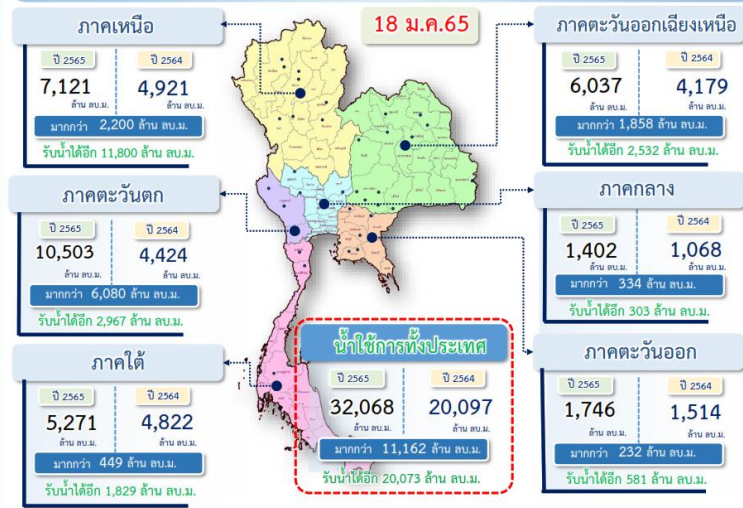 ภาคเหนือ
ปี 2565 ปี 2564
7,121 4,921
ล้าน ลบ.ม. ล้าน ลบ.ม.
มากกว่า 2,200 ล้าน ลบ.ม.
รับน้ำได้อีก 11,800 ล้าน ลบ.ม.
18 ม.ค.65
ภาคตะวันออกเฉียงเหนือ
ปี 2565 ปี 2564
6,037 4,179
ล้าน ลบ.ม. ล้าน ลบ.ม.
มากกว่า 1,858 ล้าน ลบ.ม.
รับน้ำได้อีก 2,532 ล้าน ลบ.ม.
ภาคตะวันตก
ปี 2565 ปี 2564
10,503 4,424
ล้าน ลบ.ม. ล้าน ลบ.ม.
มากกว่า 6,080 ล้าน ลบ.ม.
รับน้ำได้อีก 2,967 ล้าน ลบ.ม.
ภาคกลาง
ปี 2565 ปี 2564
1,402 1,068
ล้าน ลบ.ม. ล้าน ลบ.ม.
มากกว่า 334 ล้าน ลบ.ม.
รับน้ำได้อีก 303 ล้าน ลบ.ม.
ภาคใต้
ปี 2565 ปี 2564
5,271 4,822
ล้าน ลบ.ม. ล้าน ลบ.ม.
มากกว่า 449 ล้าน ลบ.ม.
รับน้ำได้อีก 1,829 ล้าน ลบ.ม.
น้ำใช้การทั้งประเทศ
ปี 2565 ปี 2564
32,068 20,097
ล้าน ลบ.ม. ล้าน ลบ.ม.
มากกว่า 11,162 ล้าน ลบ.ม.
รับน้ำได้อีก 20,073 ล้าน ลบ.ม.
ภาคตะวันออก
ปี 2565 ปี 2564
1,746 1,514
ล้าน ลบ.ม. ล้าน ลบ.ม.
มากกว่า 232 ล้าน ลบ.ม.
รับน้ำได้อีก 581 ล้าน ลบ.ม.